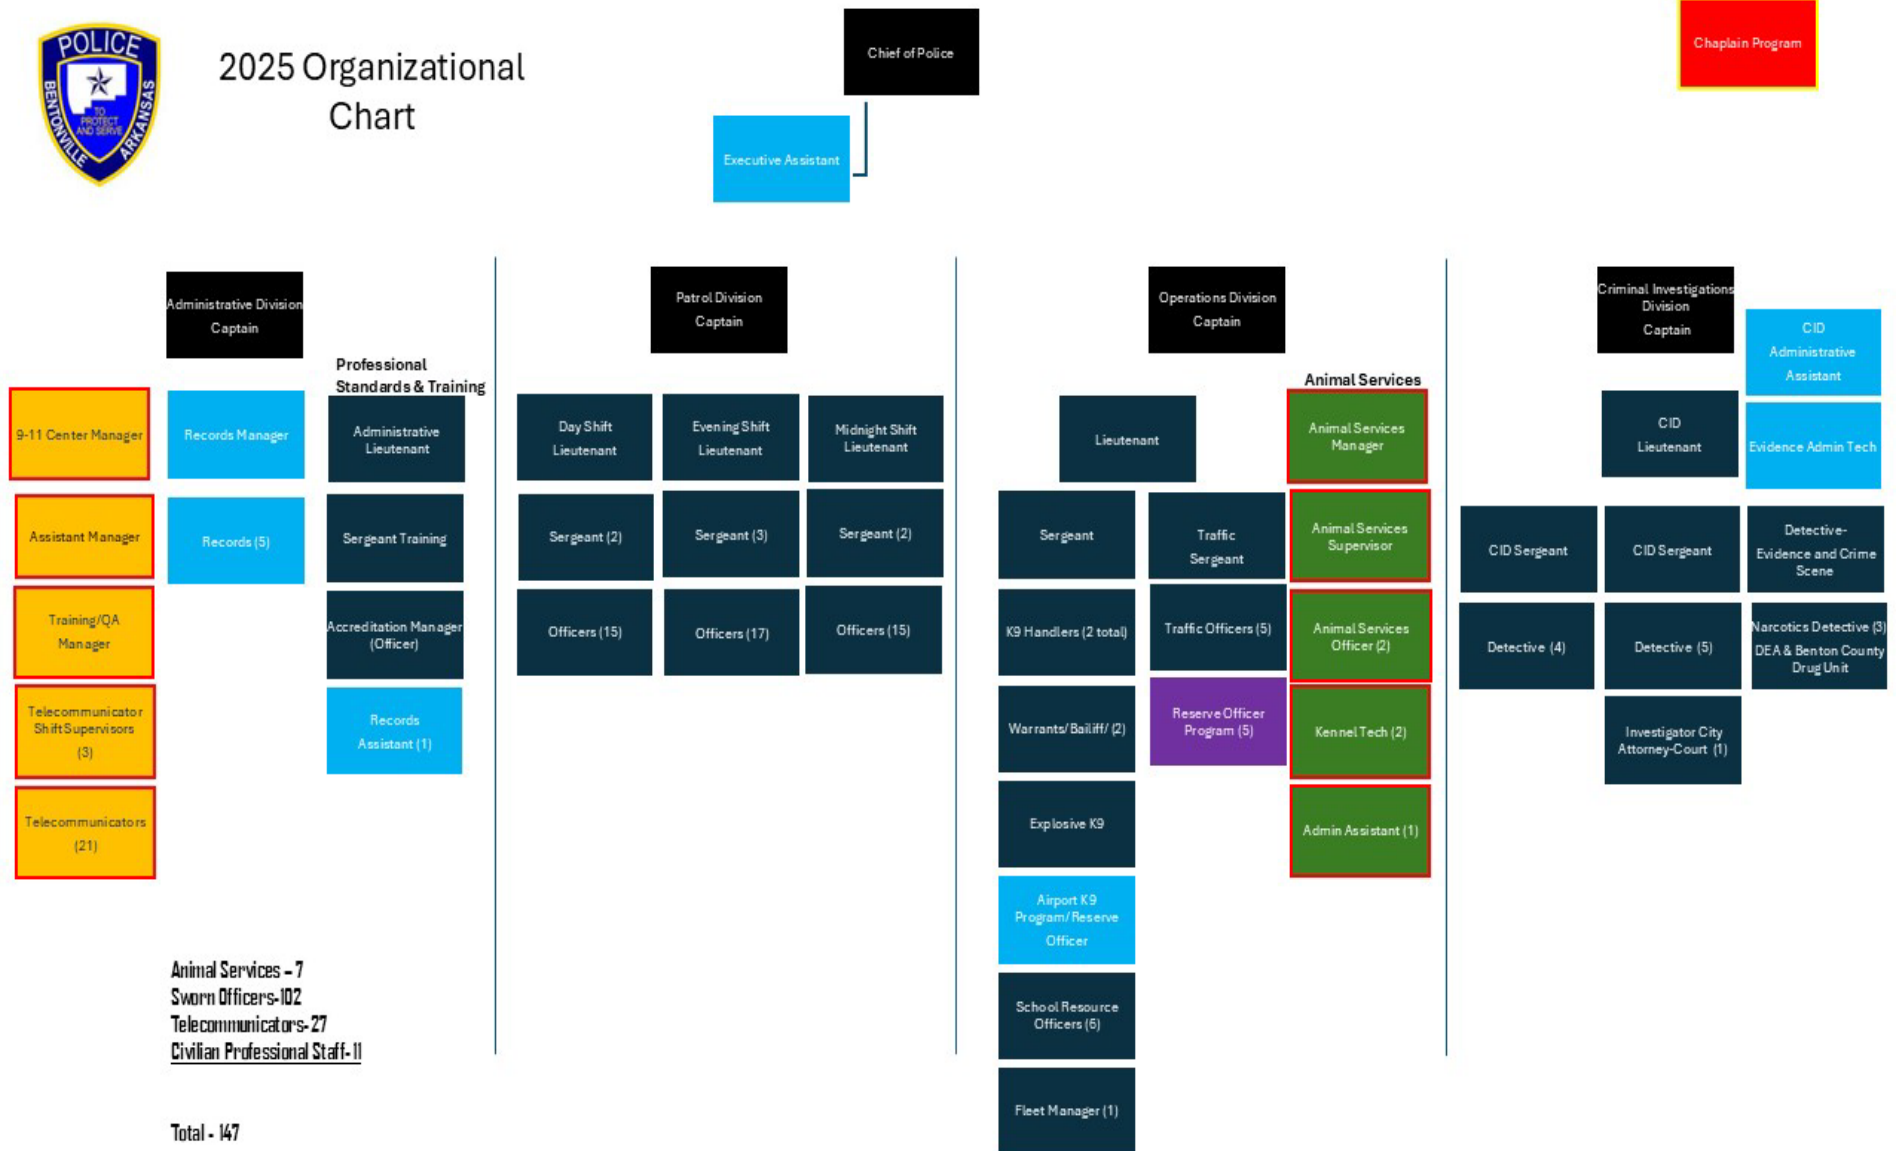 POLICE
BENTONVILLE
ARKANSAS
TO
PROTECT
AND SERVE
2025 Organizational
Chart
Chief of Police
Executive Assistant
Chaplain Program
Administrative Division
Captain
Professional
Standards & Training
9-11 Center Manager
Records Manager
Administrative
Lieutenant
Assistant Manager
Records (5)
Sergeant Training
Training/QA
Manager
Accreditation Manager
(Officer)
Telecommunicator
Shift Supervisors
(3)
Records
Assistant (1)
Telecommunicators
(21)
Patrol Division
Captain
Day Shift
Lieutenant
Evening Shift
Lieutenant
Midnight Shift
Lieutenant
Sergeant (2)
Sergeant (3)
Sergeant (2)
Officers (15)
Officers (17)
Officers (15)
Operations Division
Captain
Animal Services
Lieutenant
Animal Services
Manager
Sergeant
Traffic
Sergeant
Animal Services
Supervisor
K9 Handlers (2 total)
Traffic Officers (5)
Animal Services
Officer (2)
Warrants/Bailiff/ (2)
Reserve Officer
Program (5)
Kennel Tech (2)
Explosive K9
Admin Assistant (1)
Airport K9
Program/Reserve
Officer
School Resource
Officers (6)
Fleet Manager (1)
Criminal Investigations
Division
Captain
CID
Administrative
Assistant
CID
Lieutenant
Evidence Admin Tech
CID Sergeant
CID Sergeant
Detective-
Evidence and Crime
Scene
Detective (4)
Detective (5)
Narcotics Detective (3)
DEA & Benton County
Drug Unit
Investigator City
Attorney-Court (1)
Animal Services – 7
Sworn Officers-102
Telecommunicators-27
Civilian Professional Staff-11
Total - 147